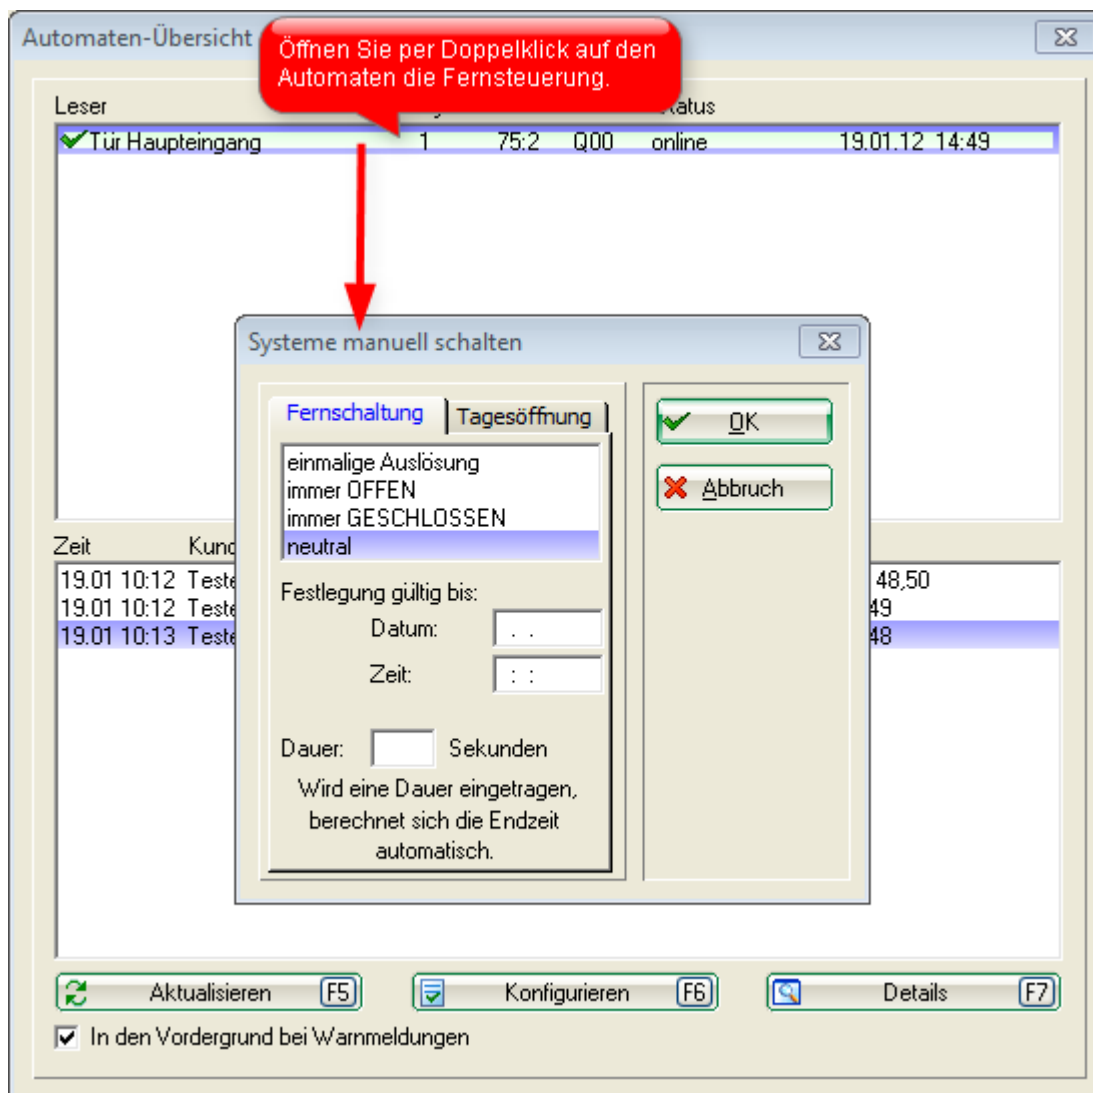 Automaten-Übersicht
Öffnen Sie per Doppelklick auf den
Automaten die Fernsteuerung.
Leser
Tür Haupteingang 1 75:2 Q00 online 19.01.12 14:49
Systeme manuell schalten
Fernschaltung Tagesöffnung
einmalige Auslösung
immer OFFEN
immer GESCHLOSSEN
neutral
OK
Abbruch
Festlegung gültig bis:
Datum: . .
Zeit: : :
Dauer: Sekunden
Wird eine Dauer eingetragen,
berechnet sich die Endzeit
automatisch.
Zeit
19.01 10:12 48,50
19.01 10:12
19.01 10:13
Aktualisieren F5 Konfigurieren F6 Details F7
In den Vordergrund bei Warnmeldungen